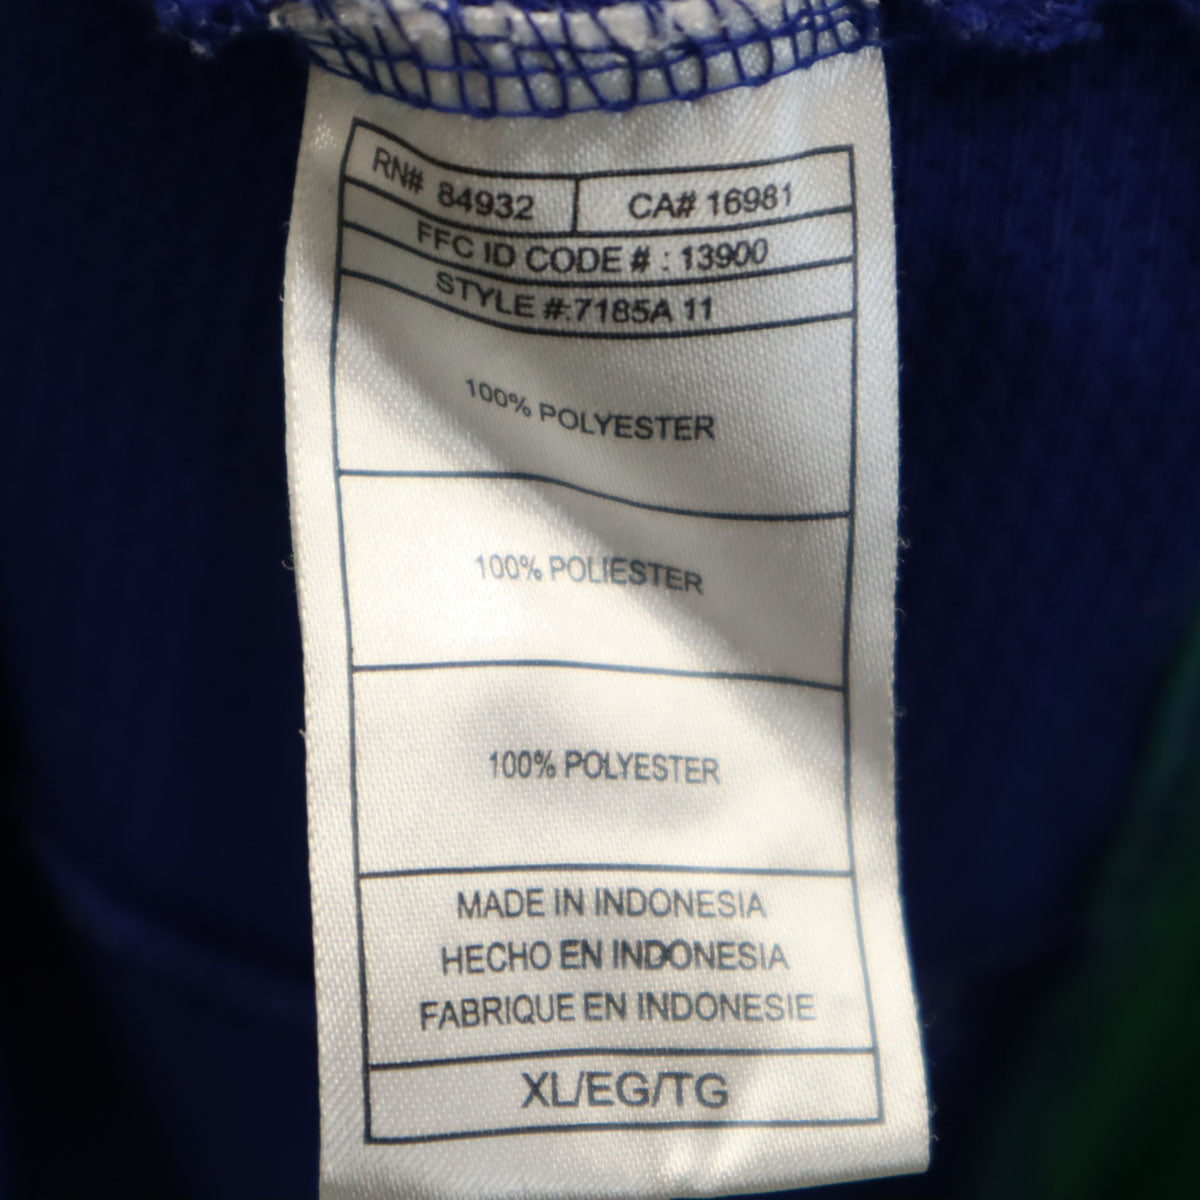 RN# 84932 CA# 16981
FFC ID CODE # : 13900
STYLE #:7185A 11
100% POLYESTER
100% POLIESTER
100% POLYESTER
MADE IN INDONESIA
HECHO EN INDONESIA
FABRIQUE EN INDONESIE
XL/EG/TG